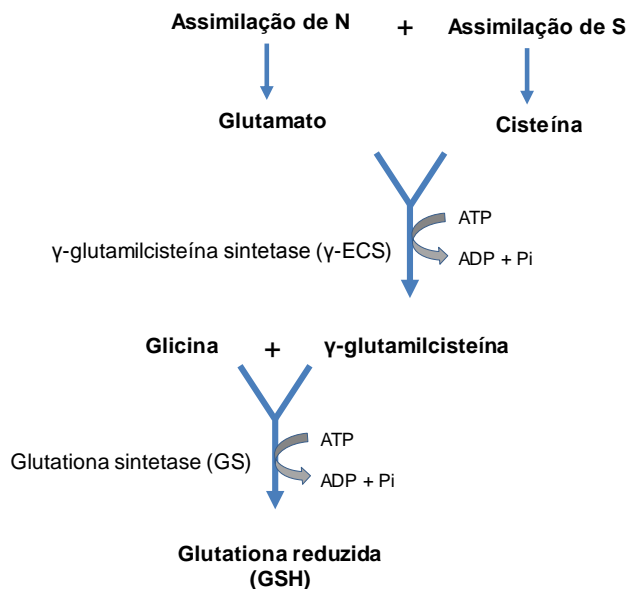 Assimilação de N + Assimilação de S
Glutamato Cisteína
ATP
γ-glutamilcisteína sintetase (γ-ECS)
ADP + Pi
Glicina + γ-glutamilcisteína
ATP
Glutationa sintetase (GS)
ADP + Pi
Glutationa reduzida
(GSH)